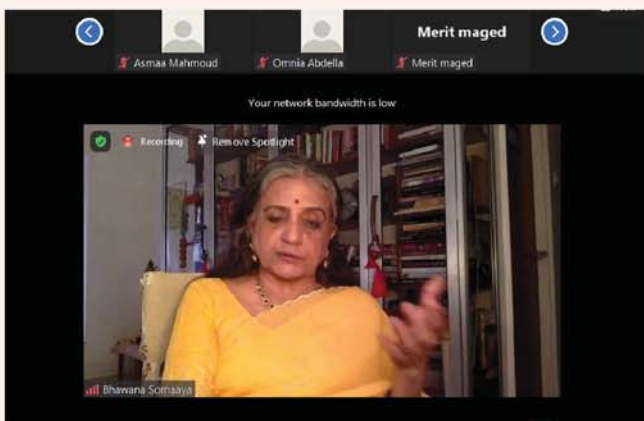 Merit maged
Asmaa Mahmoud
Omnia Abdella
Merit maged
Your network bandwidth is low
Recording
Remove Spotlight
Bhawana Somaaya